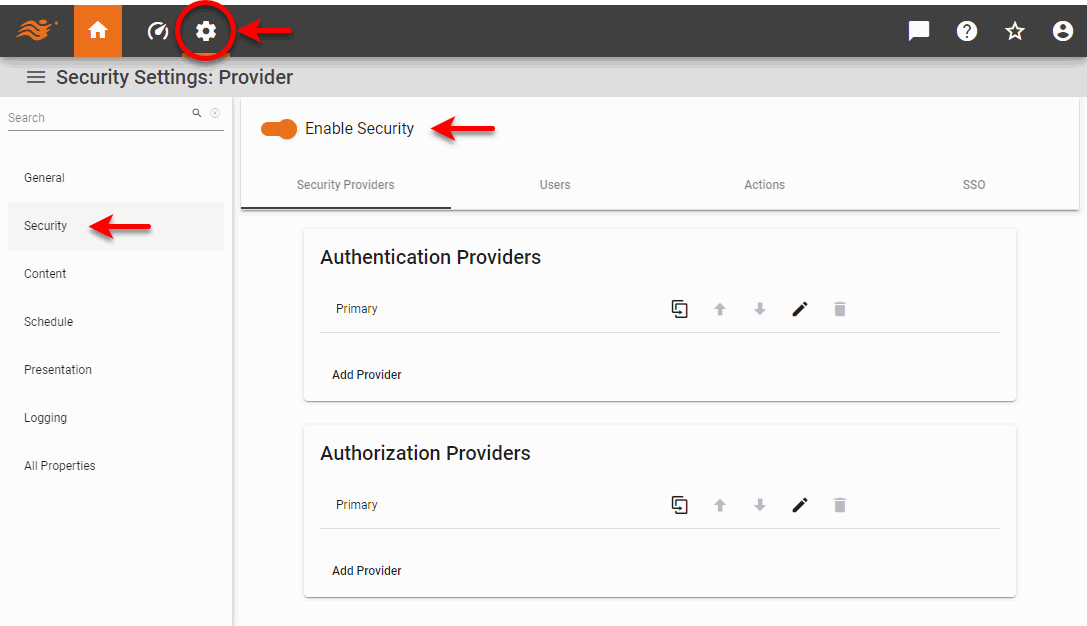 Security Settings: Provider
Search
General
Security
Content
Schedule
Presentation
Logging
All Properties
Enable Security
Security Providers
Users
Actions
SSO
Authentication Providers
Primary
Add Provider
Authorization Providers
Primary
Add Provider